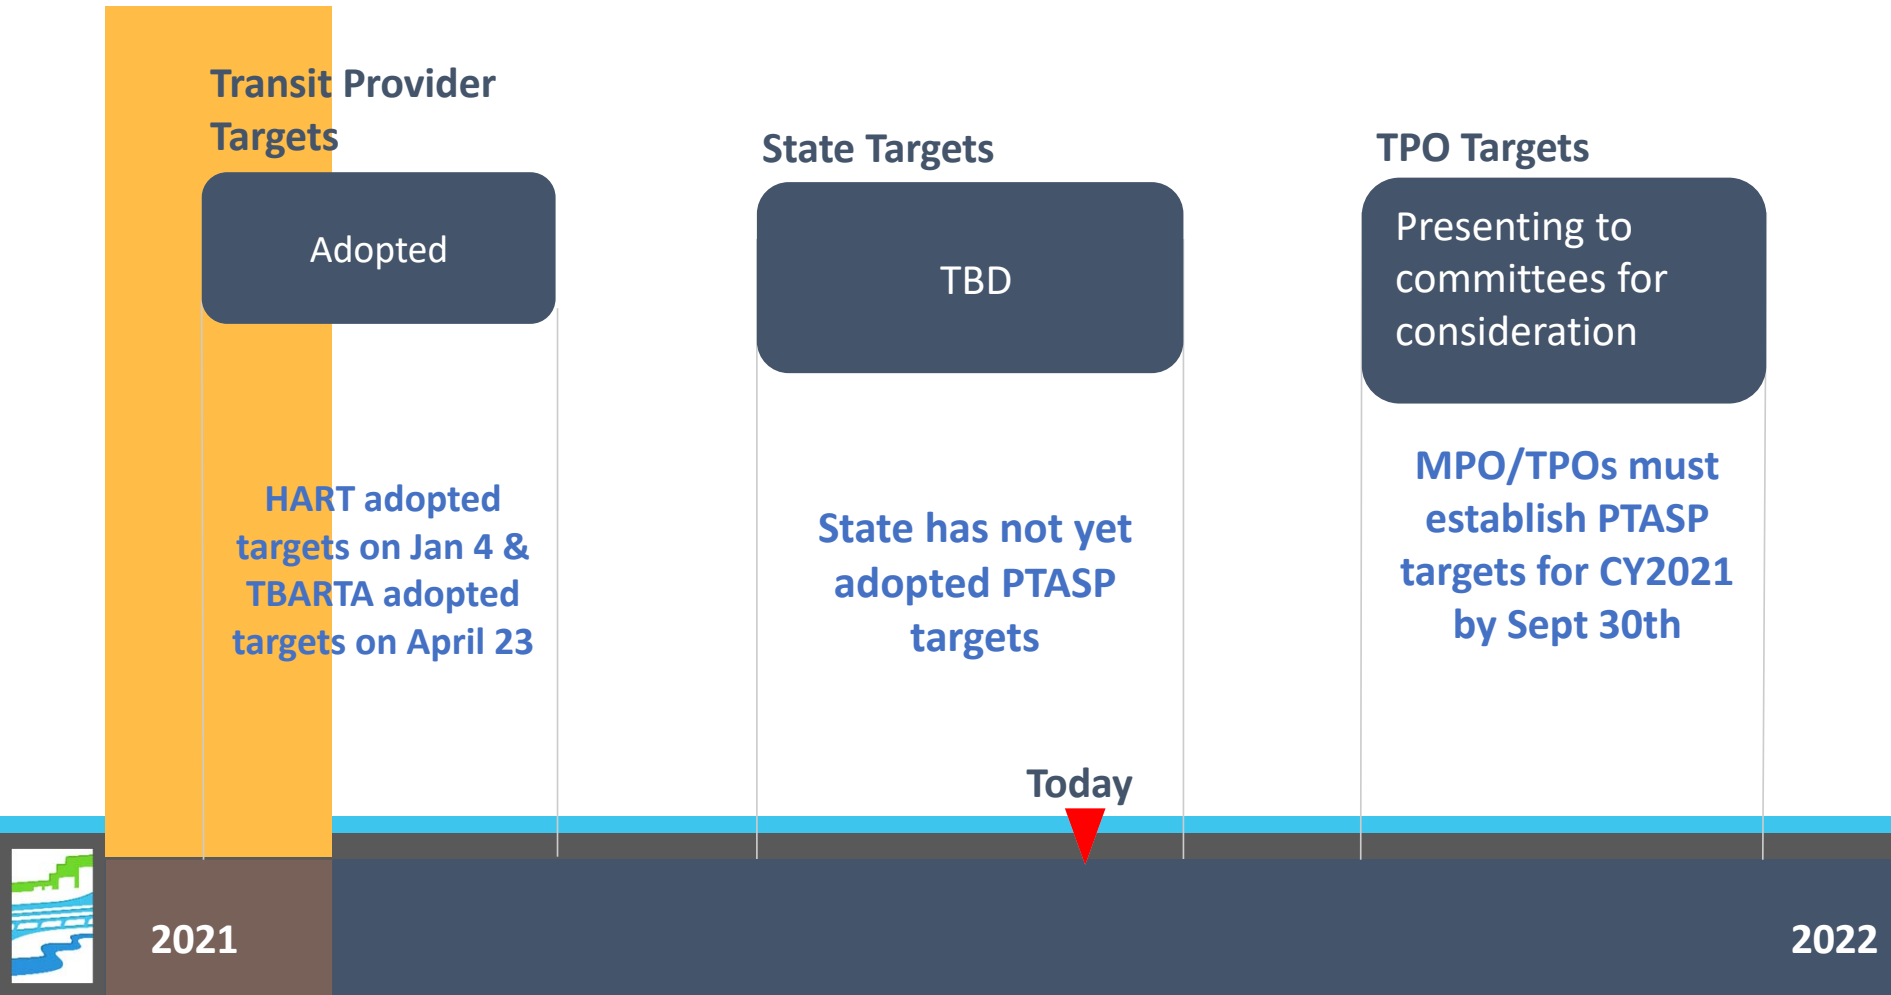 Transit Provider
Targets
Adopted
HART adopted
targets on Jan 4 &
TBARTA adopted
targets on April 23
State Targets
TBD
State has not yet
adopted PTASP
targets
TPO Targets
Presenting to
committees for
consideration
MPO/TPOs must
establish PTASP
targets for CY2021
by Sept 30th
Today
2021
2022